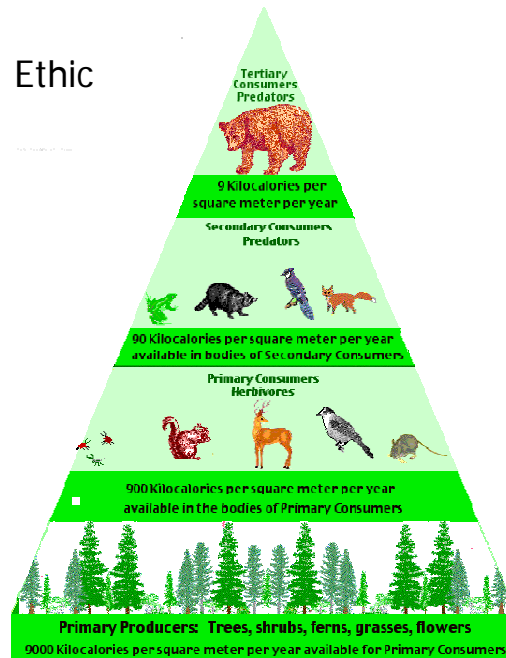 Ethic
Tertiary
Consumers
Predators
9 Kilocalories per
square meter per year
Secondary Consumers
Predators
90 Kilocalories per square meter per year
available in bodies of Secondary Consumers
Primary Consumers
Herbivores
900 Kilocalories per square meter per year
available in the bodies of Primary Consumers
Primary Producers: Trees, shrubs, ferns, grasses, flowers
9000 Kilocalories per square meter per year available for Primary Consumers